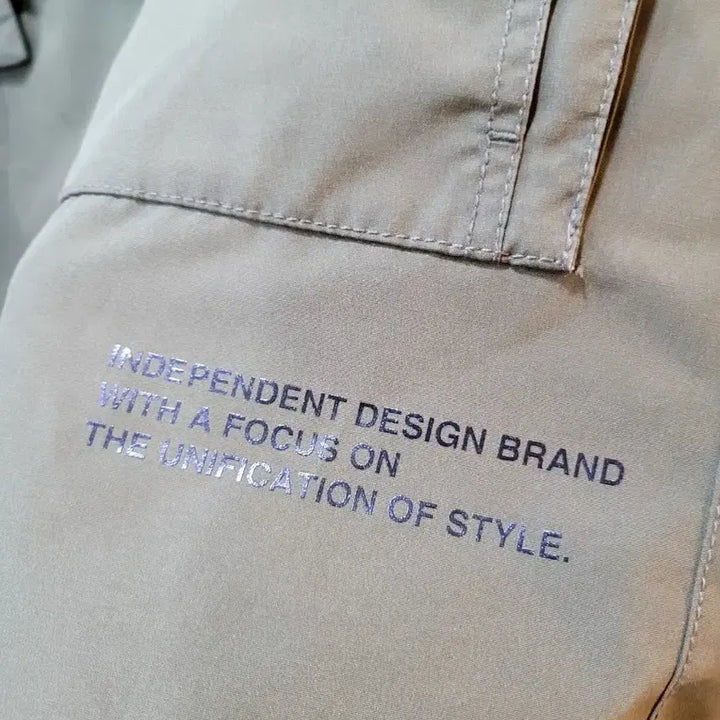 INDEPENDENT DESIGN BRAND
WITH A FOCUS ON
THE UNIFICATION OF STYLE.